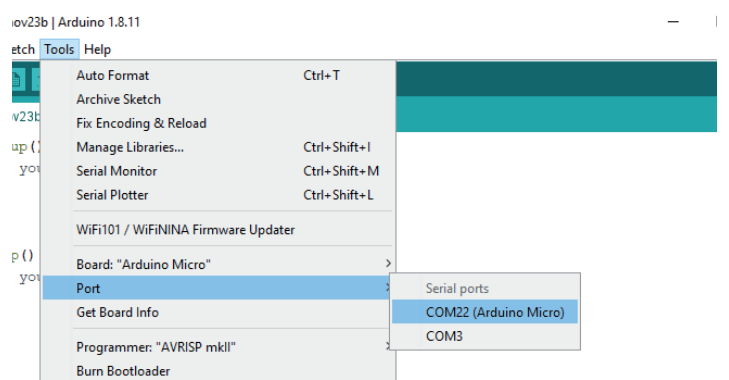 nov23b | Arduino 1.8.11
etch Tools Help
Auto Format Ctrl+T
Archive Sketch
v23b
Fix Encoding & Reload
up()
Manage Libraries... Ctrl+Shift+I
you
Serial Monitor Ctrl+Shift+M
Serial Plotter Ctrl+Shift+L
WiFi101 / WiFiNINA Firmware Updater
p()
Board: "Arduino Micro"
you
Port
Serial ports
Get Board Info
COM22 (Arduino Micro)
COM3
Programmer: "AVRISP mkII"
Burn Bootloader